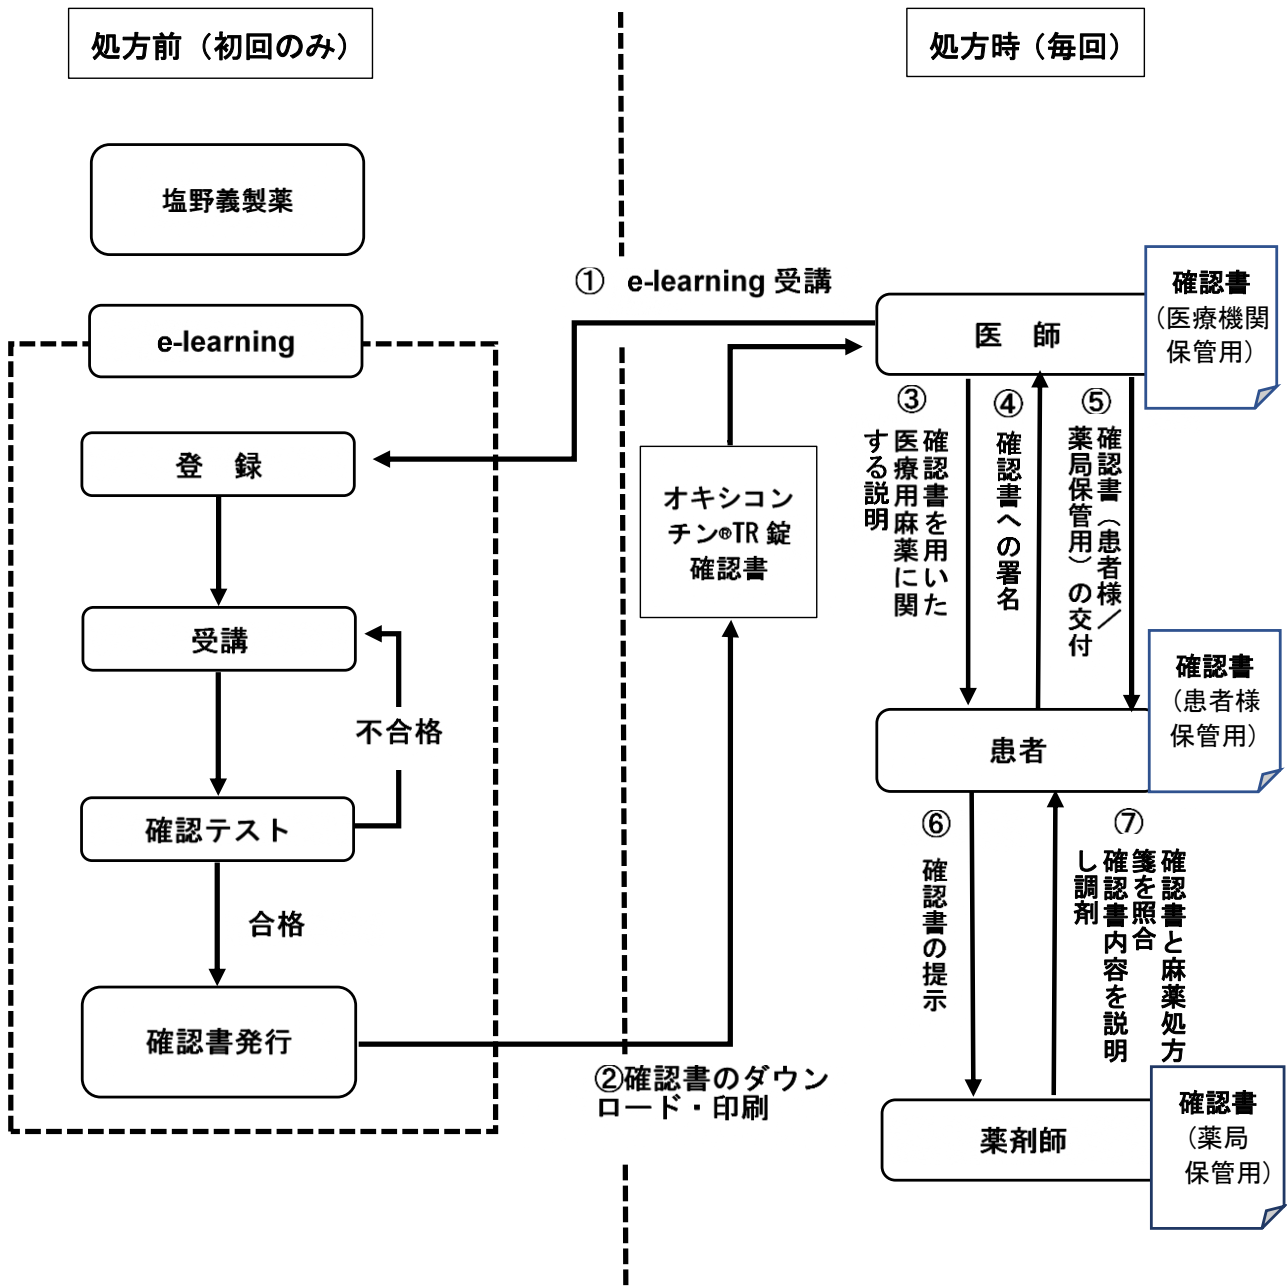 処方前（初回のみ）
塩野義製薬
e-learning
登　録
受講
不合格
確認テスト
合格
確認書発行
処方時（毎回）
① e-learning 受講
医　師
確認書
（医療機関
保管用）
オキシコン
チン®TR 錠
確認書
②確認書のダウン
ロード・印刷
③
確認書を用いた
医療用麻薬に関
する説明
④
確認書への署名
⑤
確認書（患者様／
薬局保管用）の交付
患者
確認書
（患者様
保管用）
⑥
確認書の提示
⑦
確認書と麻薬処方
箋を照合
確認書内容を説明
し調剤
薬剤師
確認書
（薬局
保管用）